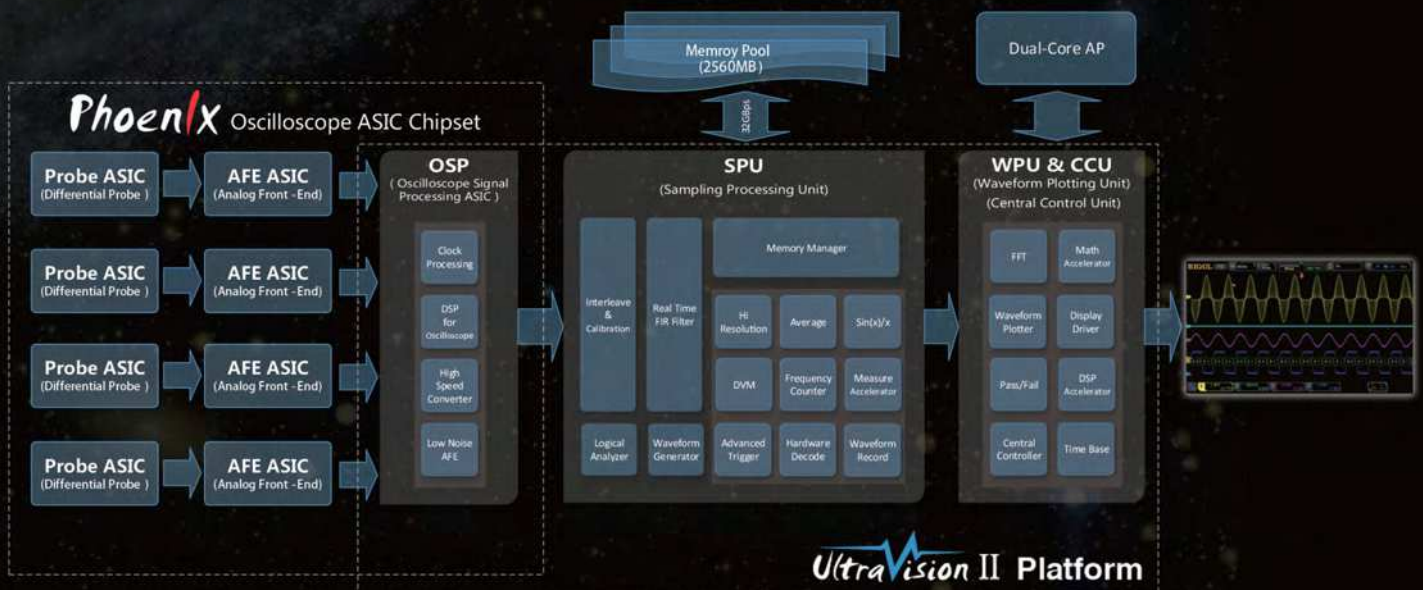 Memroy Pool
(2560MB)
Dual-Core AP
32GBps
PhoenIX Oscilloscope ASIC Chipset
Probe ASIC
(Differential Probe )
AFE ASIC
(Analog Front -End)
Probe ASIC
(Differential Probe )
AFE ASIC
(Analog Front -End)
Probe ASIC
(Differential Probe )
AFE ASIC
(Analog Front -End)
Probe ASIC
(Differential Probe )
AFE ASIC
(Analog Front -End)
OSP
( Oscilloscope Signal
Processing ASIC )
Clock
Processing
DSP
for
Oscilloscope
High
Speed
Converter
Low Noise
AFE
SPU
(Sampling Processing Unit)
Interleave
&
Calibration
Real Time
FIR Filter
Memory Manager
Hi
Resolution
Average
Sin(x)/x
DVM
Frequency
Counter
Measure
Accelerator
Logical
Analyzer
Waveform
Generator
Advanced
Trigger
Hardware
Decode
Waveform
Record
WPU & CCU
(Waveform Plotting Unit)
(Central Control Unit)
FFT
Math
Accelerator
Waveform
Plotter
Display
Driver
Pass/Fail
DSP
Accelerator
Central
Controller
Time Base
RIGOL
UltraVision II Platform